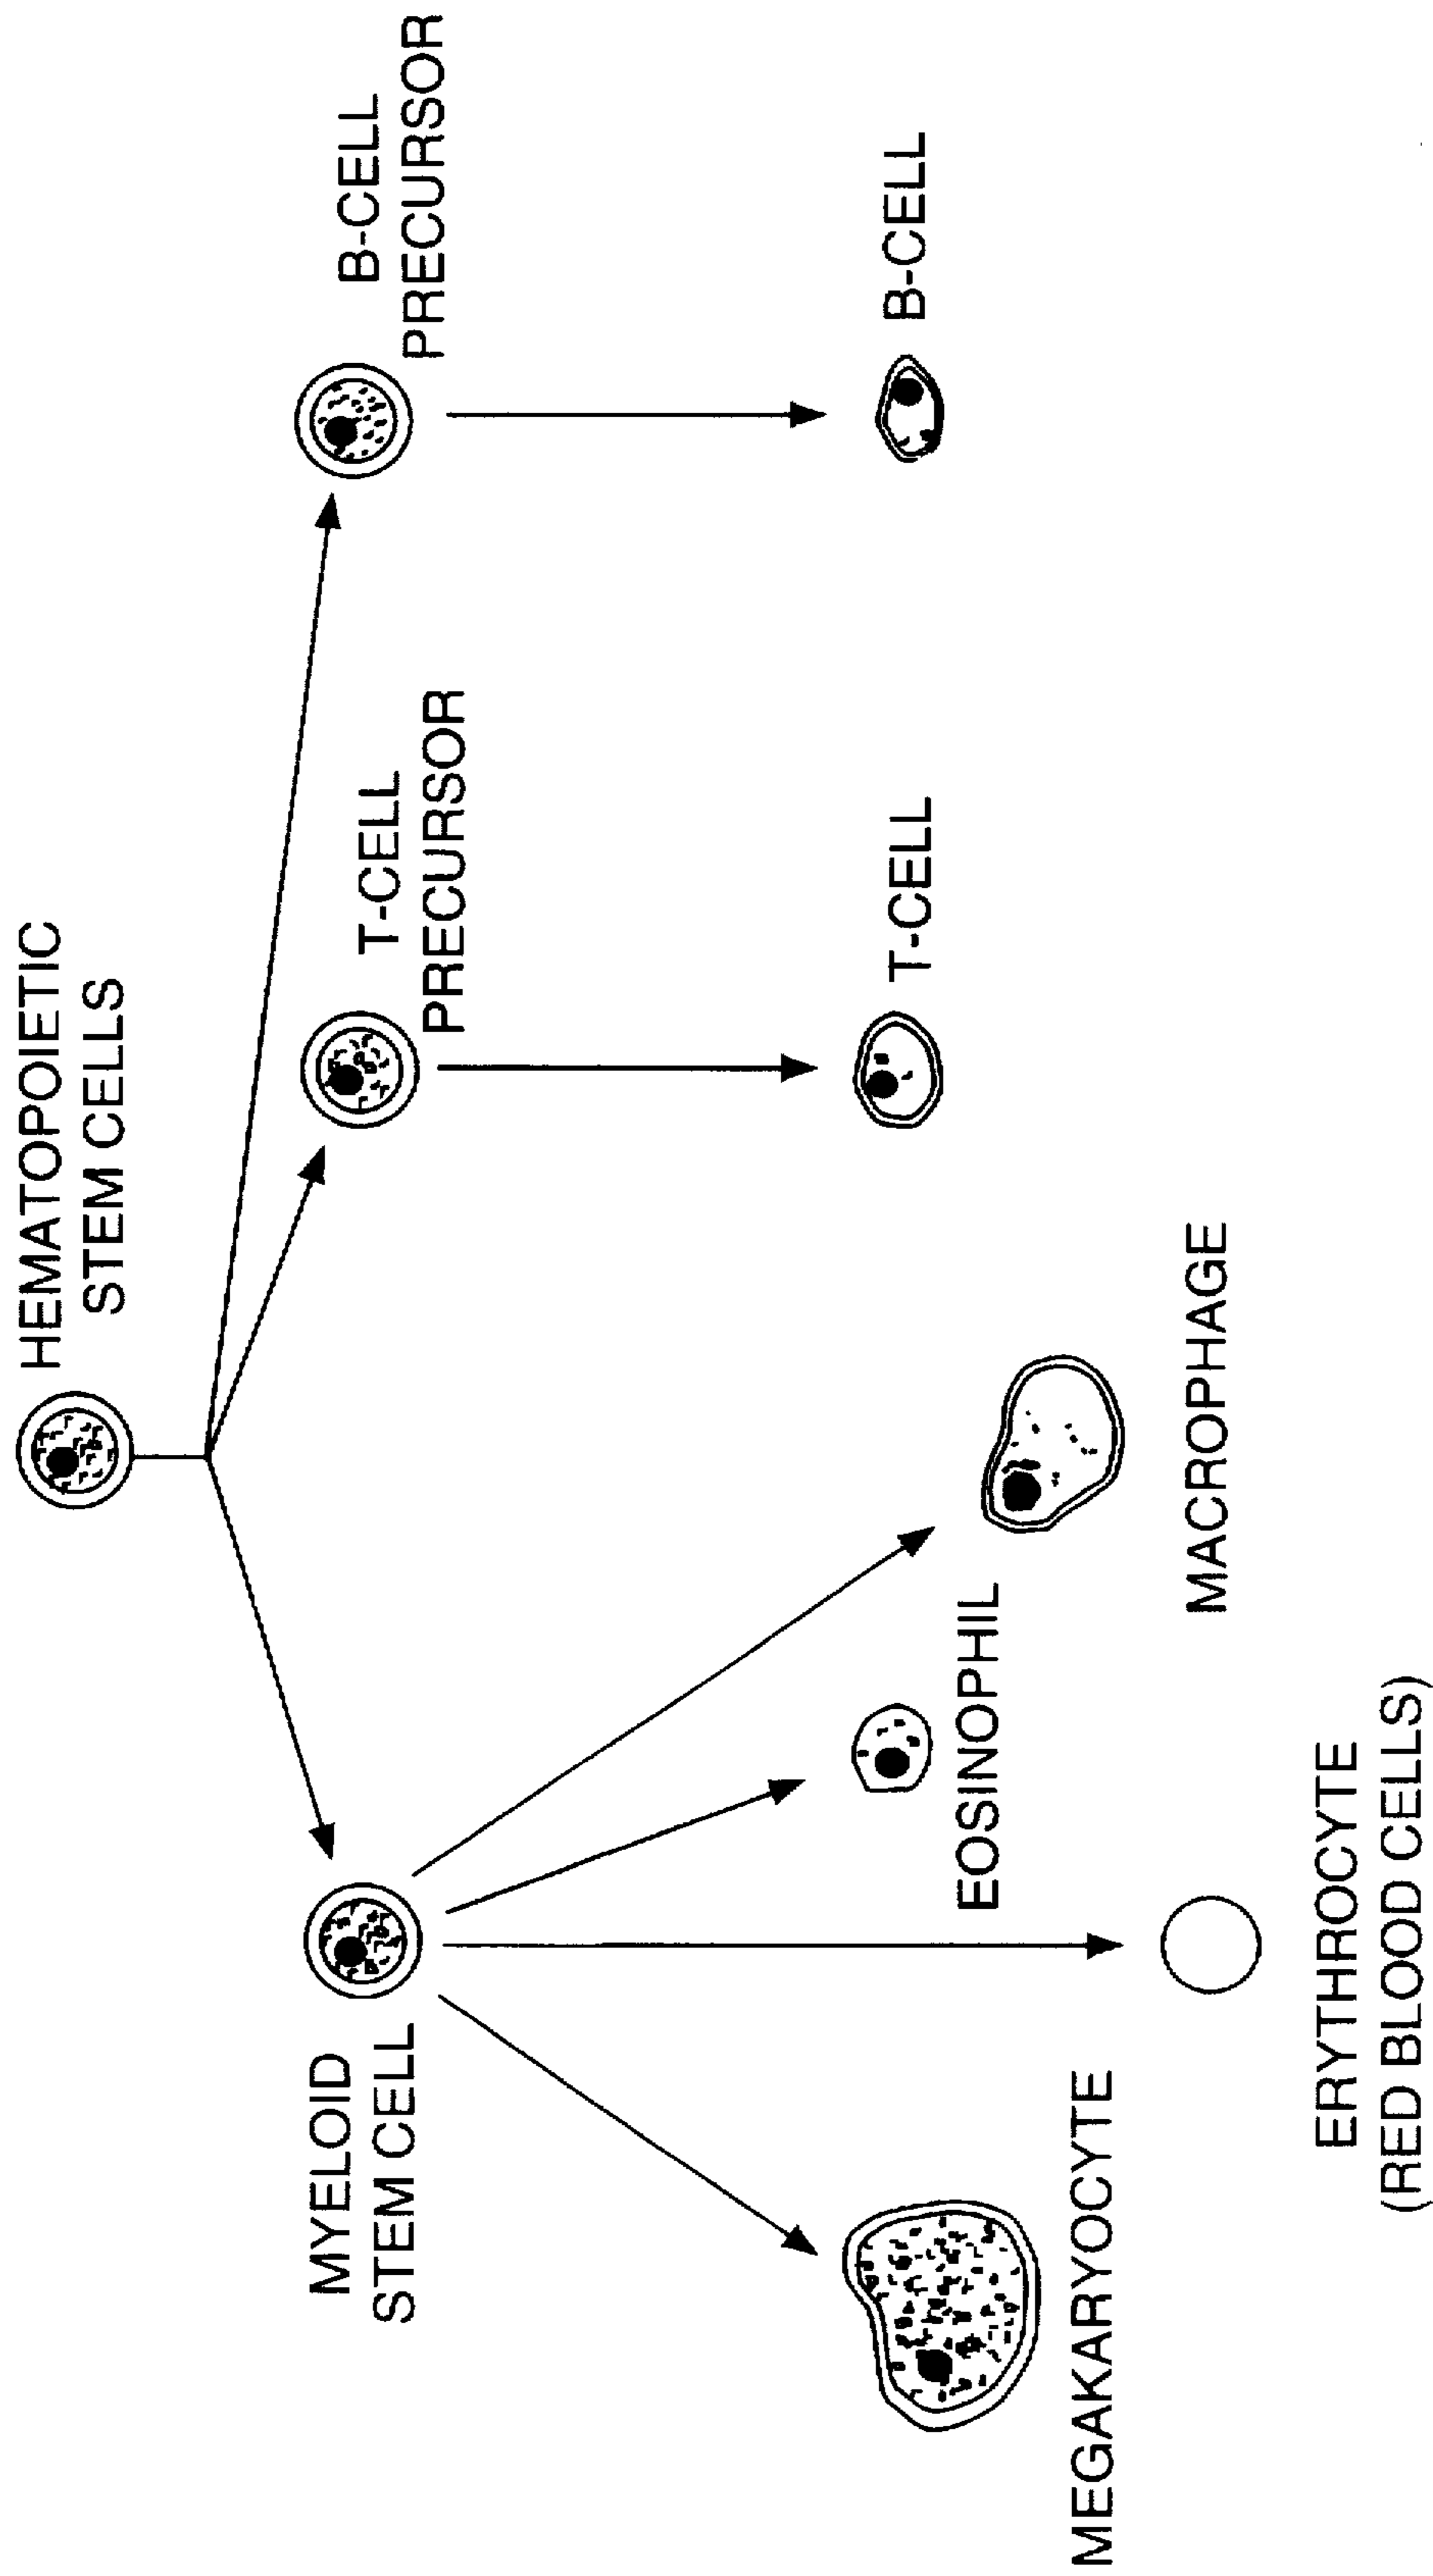 HEMATOPOIETIC
STEM CELLS
MYELOID
STEM CELL
T-CELL
PRECURSOR
B-CELL
PRECURSOR
MEGAKARYOCYTE
ERYTHROCYTE
(RED BLOOD CELLS)
EOSINOPHIL
MACROPHAGE
T-CELL
B-CELL